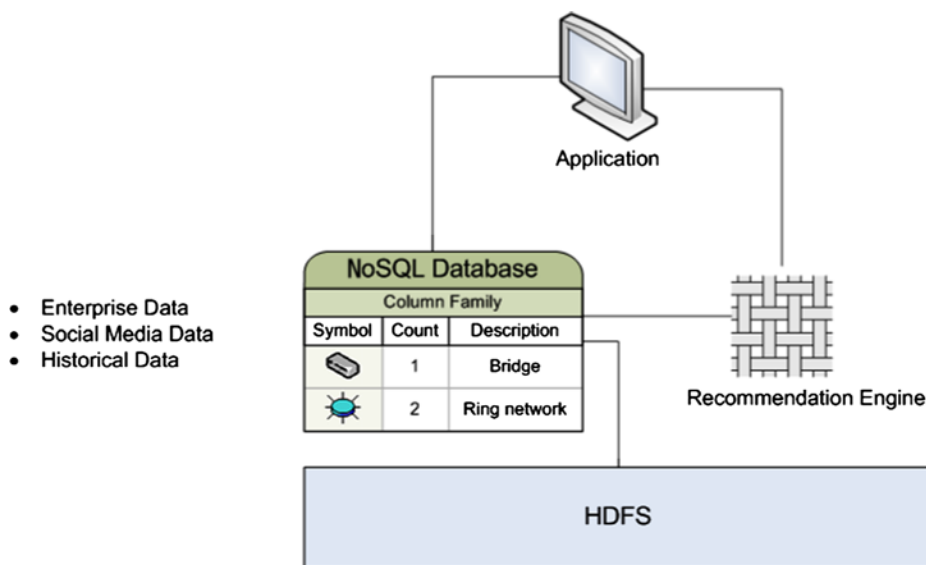 Application
NoSQL Database
Column Family
Symbol Count Description
1 Bridge
2 Ring network
• Enterprise Data
• Social Media Data
• Historical Data
Recommendation Engine
HDFS